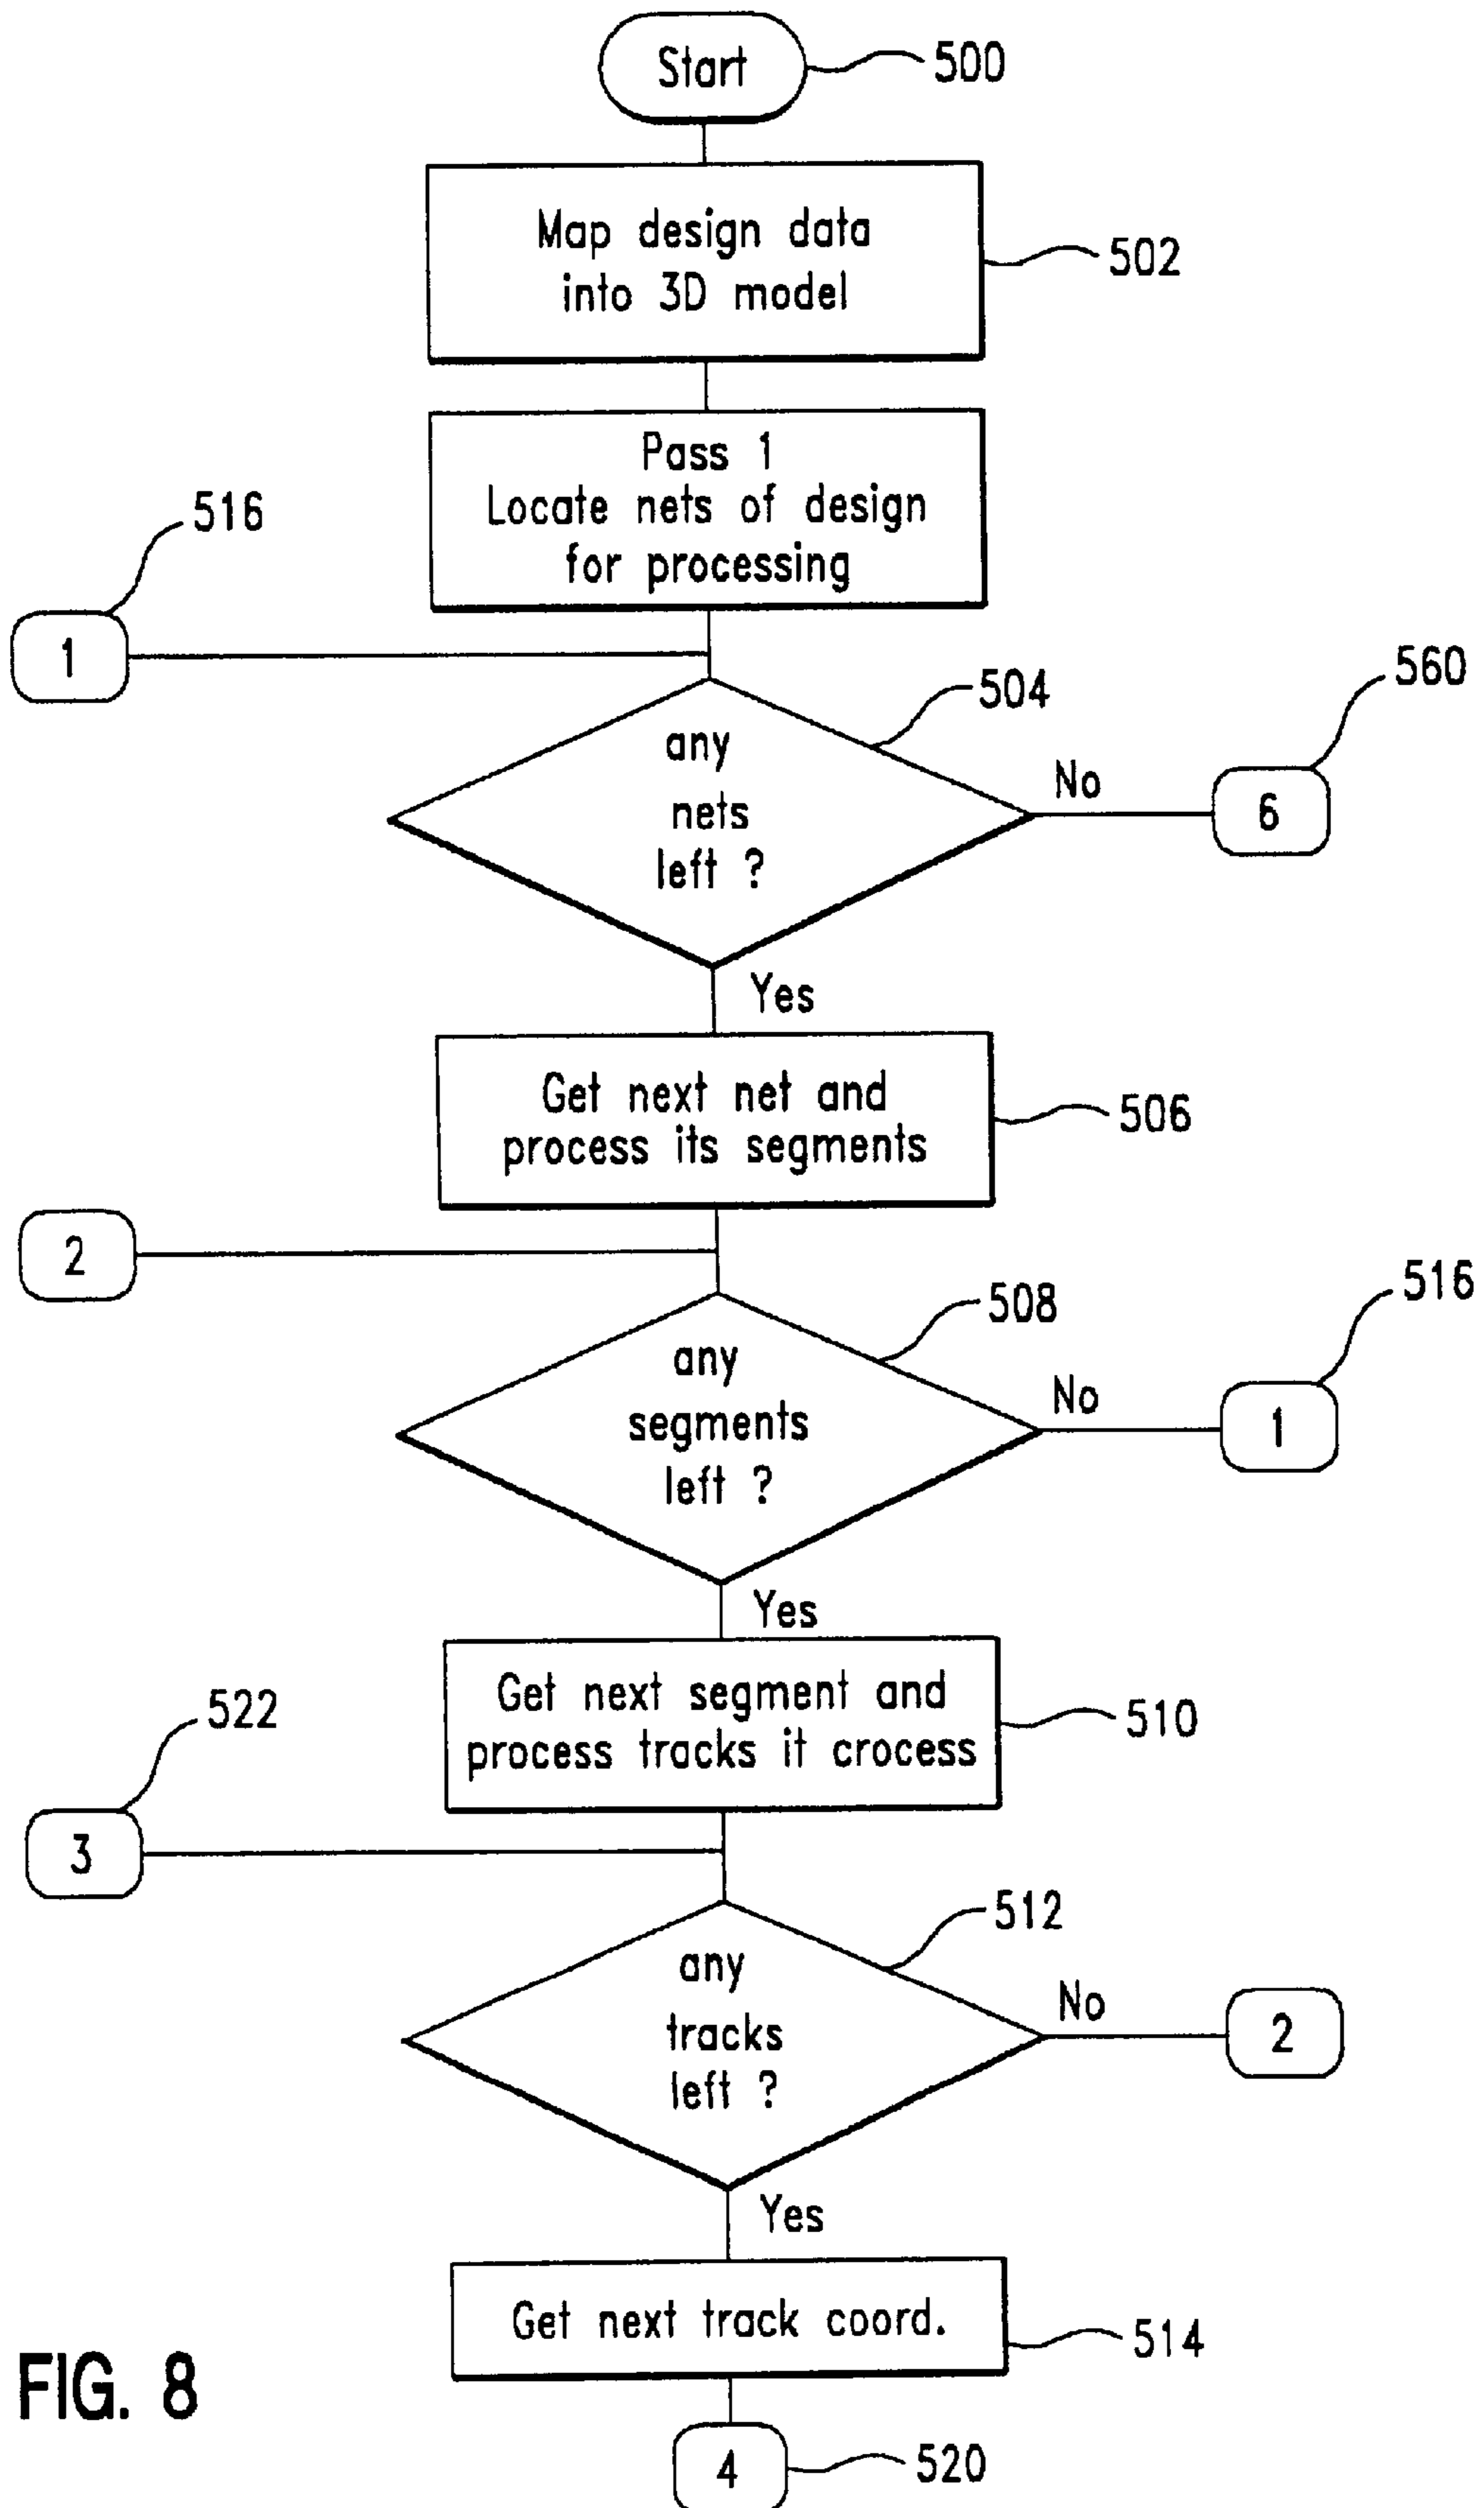 Start
500
Map design data
into 3D model
502
Pass 1
Locate nets of design
for processing
516
1
504
any
nets
left ?
No
560
6
Yes
Get next net and
process its segments
506
2
508
any
segments
left ?
No
516
1
Yes
Get next segment and
process tracks it crocess
510
522
3
512
any
tracks
left ?
No
2
Yes
Get next track coord.
514
4
520
FIG. 8